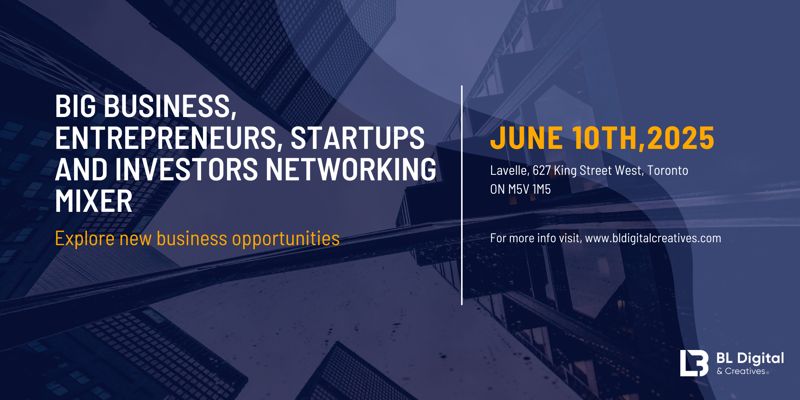 BIG BUSINESS,
ENTREPRENEURS, STARTUPS
AND INVESTORS NETWORKING
MIXER
Explore new business opportunities
JUNE 10TH,2025
Lavelle, 627 King Street West, Toronto
ON M5V 1M5
For more info visit, www.bldigitalcreatives.com
BL Digital
& Creatives